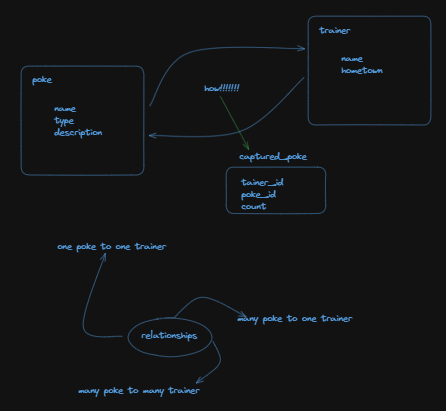 trainer
name
hometown
poke
name
type
description
how!!!!!!!
captured_poke
tainer_id
poke_id
count
one poke to one trainer
relationships
many poke to one trainer
many poke to many trainer